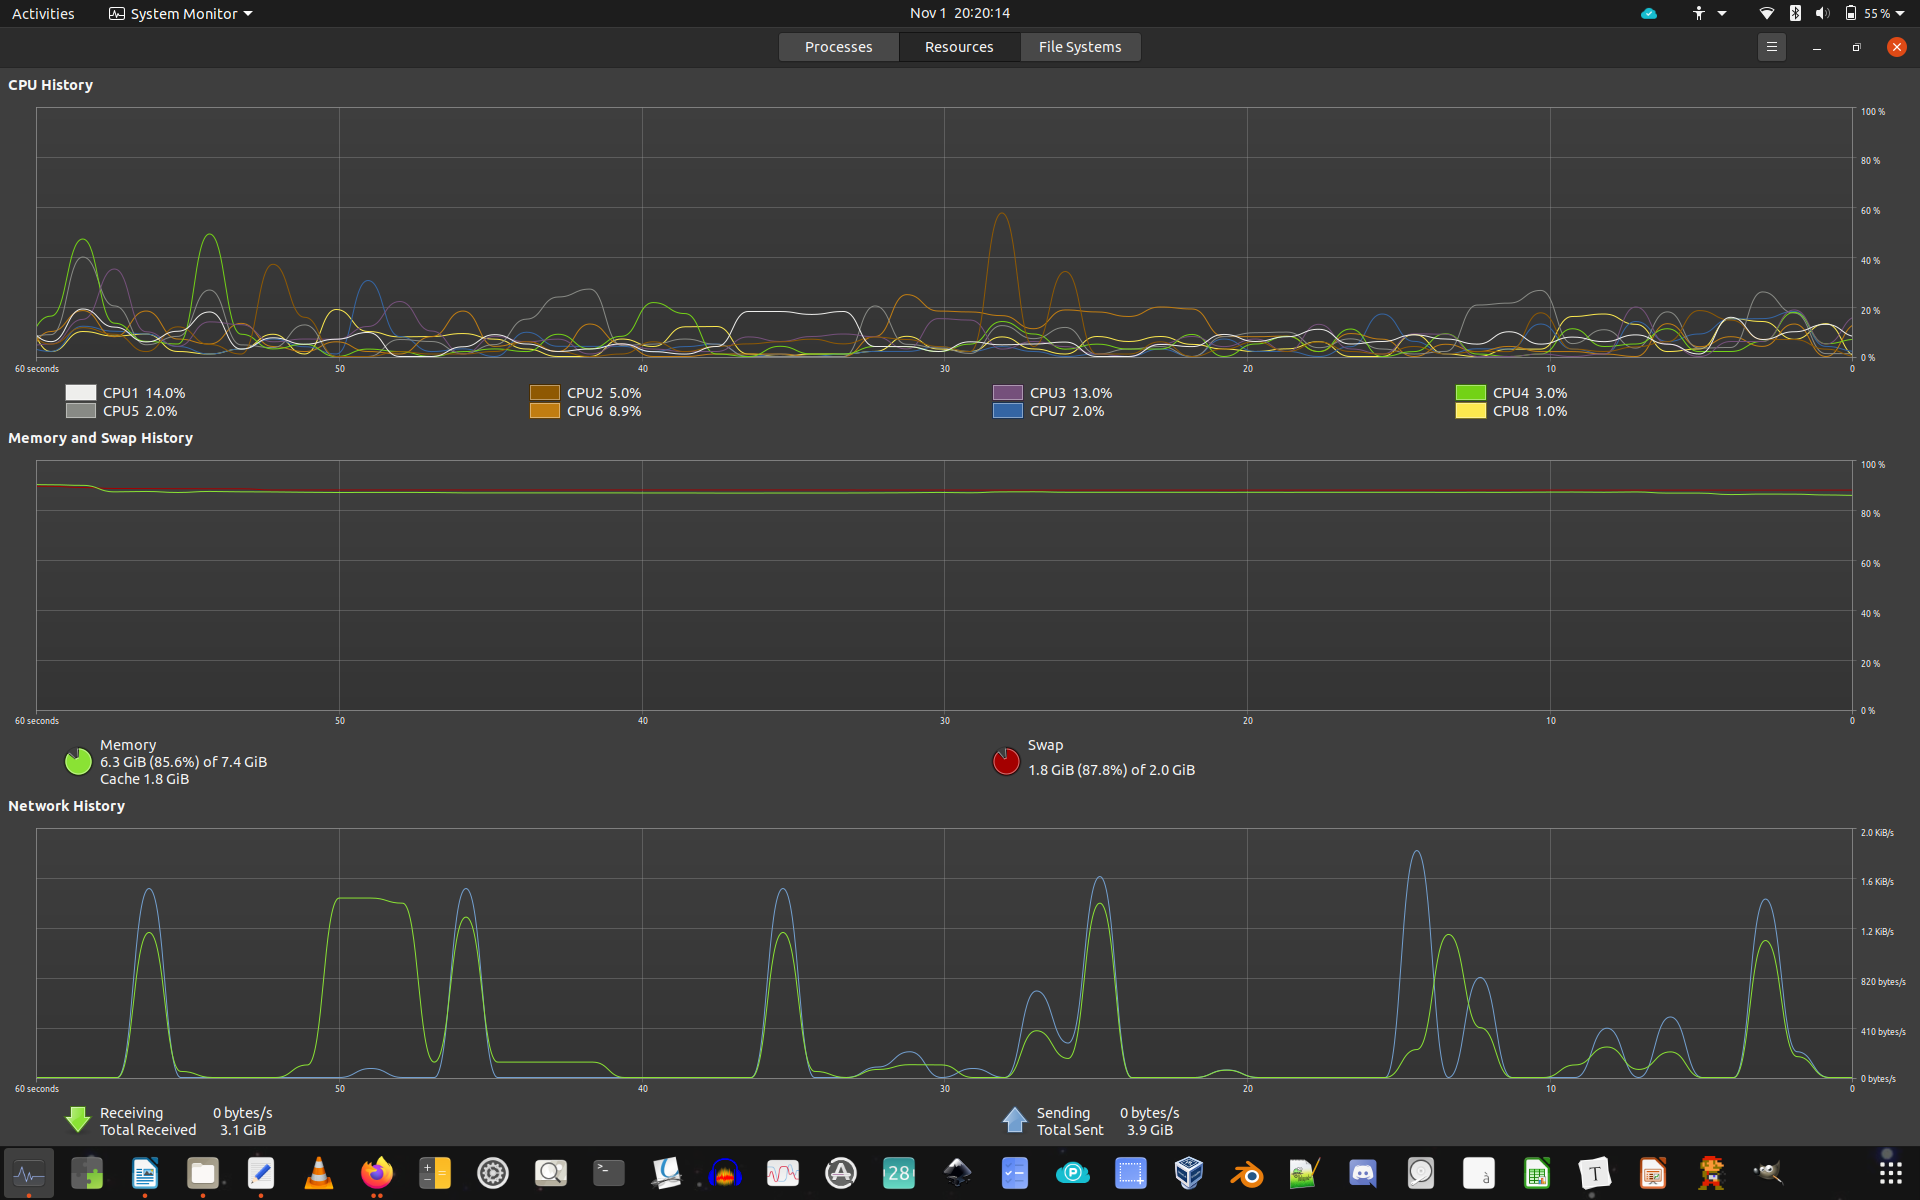 Activities System Monitor Nov 1 20:20:14 55 %
Processes Resources File Systems
CPU History
100 %
80 %
60 %
40 %
20 %
0 %
60 seconds 50 40 30 20 10 0
CPU1 14.0% CPU2 5.0% CPU3 13.0% CPU4 3.0%
CPU5 2.0% CPU6 8.9% CPU7 2.0% CPU8 1.0%
Memory and Swap History
100 %
80 %
60 %
40 %
20 %
0 %
60 seconds 50 40 30 20 10 0
Memory
6.3 GiB (85.6%) of 7.4 GiB
Cache 1.8 GiB
Swap
1.8 GiB (87.8%) of 2.0 GiB
Network History
2.0 KiB/s
1.6 KiB/s
1.2 KiB/s
820 bytes/s
410 bytes/s
0 bytes/s
60 seconds 50 40 30 20 10 0
Receiving 0 bytes/s
Total Received 3.1 GiB
Sending 0 bytes/s
Total Sent 3.9 GiB
28
à
T